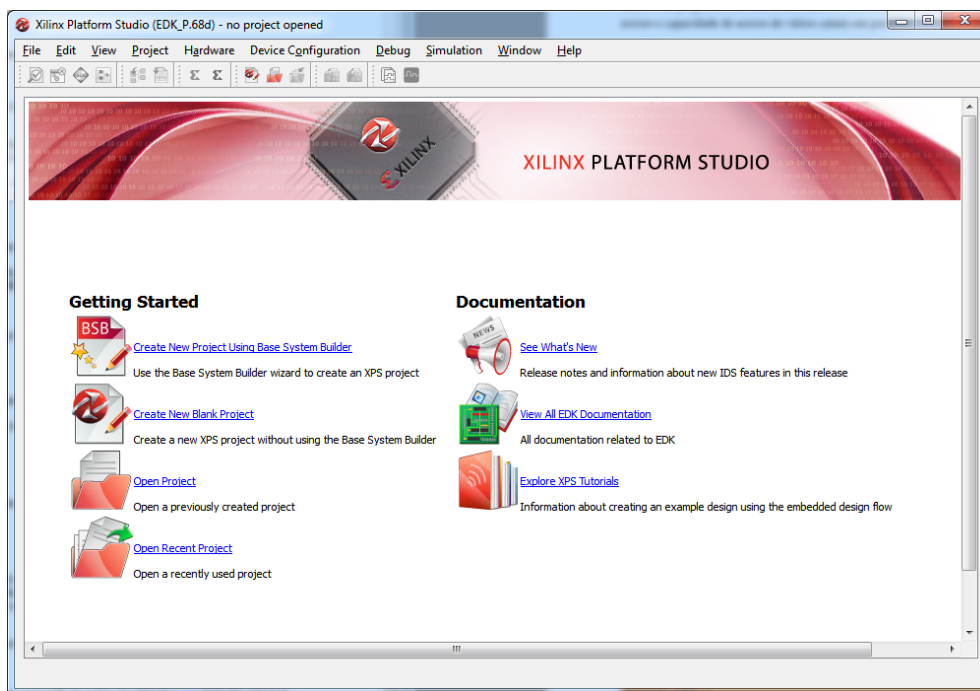 Xilinx Platform Studio (EDK_P.68d) - no project opened
File Edit View Project Hardware Device Configuration Debug Simulation Window Help
XILINX
XILINX PLATFORM STUDIO
Getting Started
BSB
Create New Project Using Base System Builder
Use the Base System Builder wizard to create an XPS project
Create New Blank Project
Create a new XPS project without using the Base System Builder
Open Project
Open a previously created project
Open Recent Project
Open a recently used project
Documentation
NEWS
See What's New
Release notes and information about new IDS features in this release
View All EDK Documentation
All documentation related to EDK
Explore XPS Tutorials
Information about creating an example design using the embedded design flow